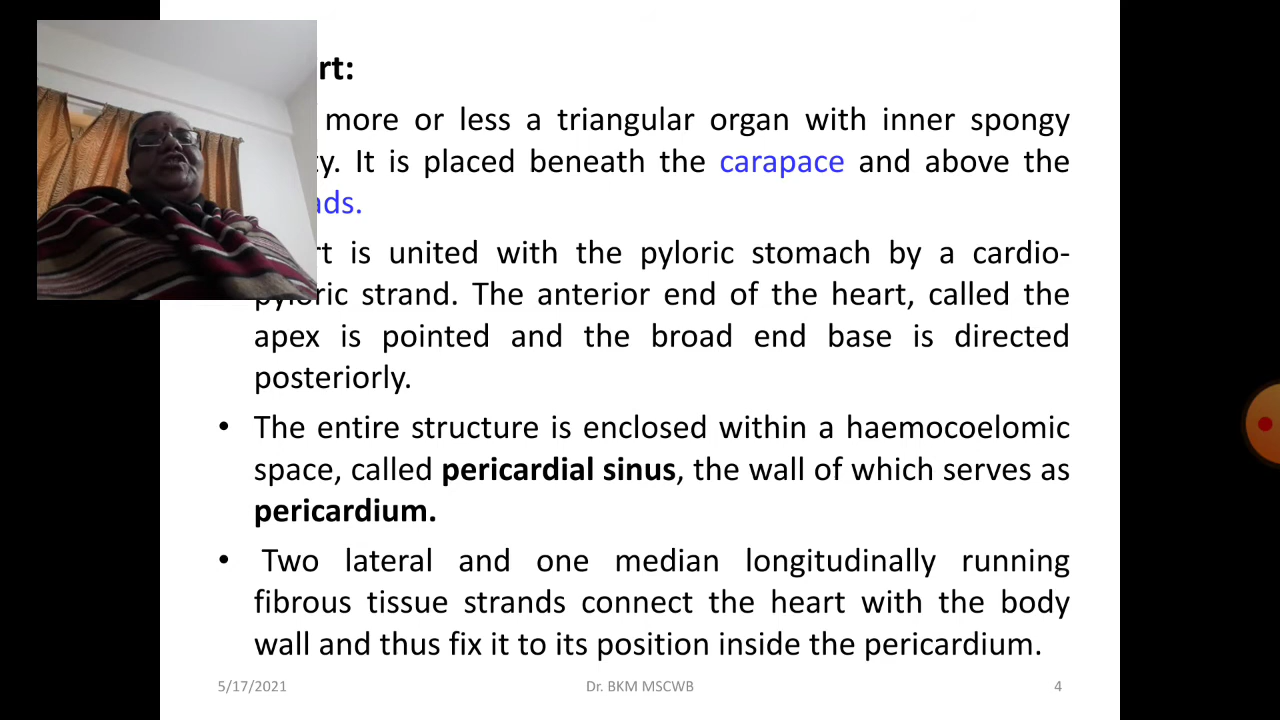 rt:
more or less a triangular organ with inner spongy
ty. It is placed beneath the carapace and above the
ads.
rt is united with the pyloric stomach by a cardio-
pyloric strand. The anterior end of the heart, called the
apex is pointed and the broad end base is directed
posteriorly.
• The entire structure is enclosed within a haemocoelomic
space, called pericardial sinus, the wall of which serves as
pericardium.
• Two lateral and one median longitudinally running
fibrous tissue strands connect the heart with the body
wall and thus fix it to its position inside the pericardium.
5/17/2021 Dr. BKM MSCWB 4